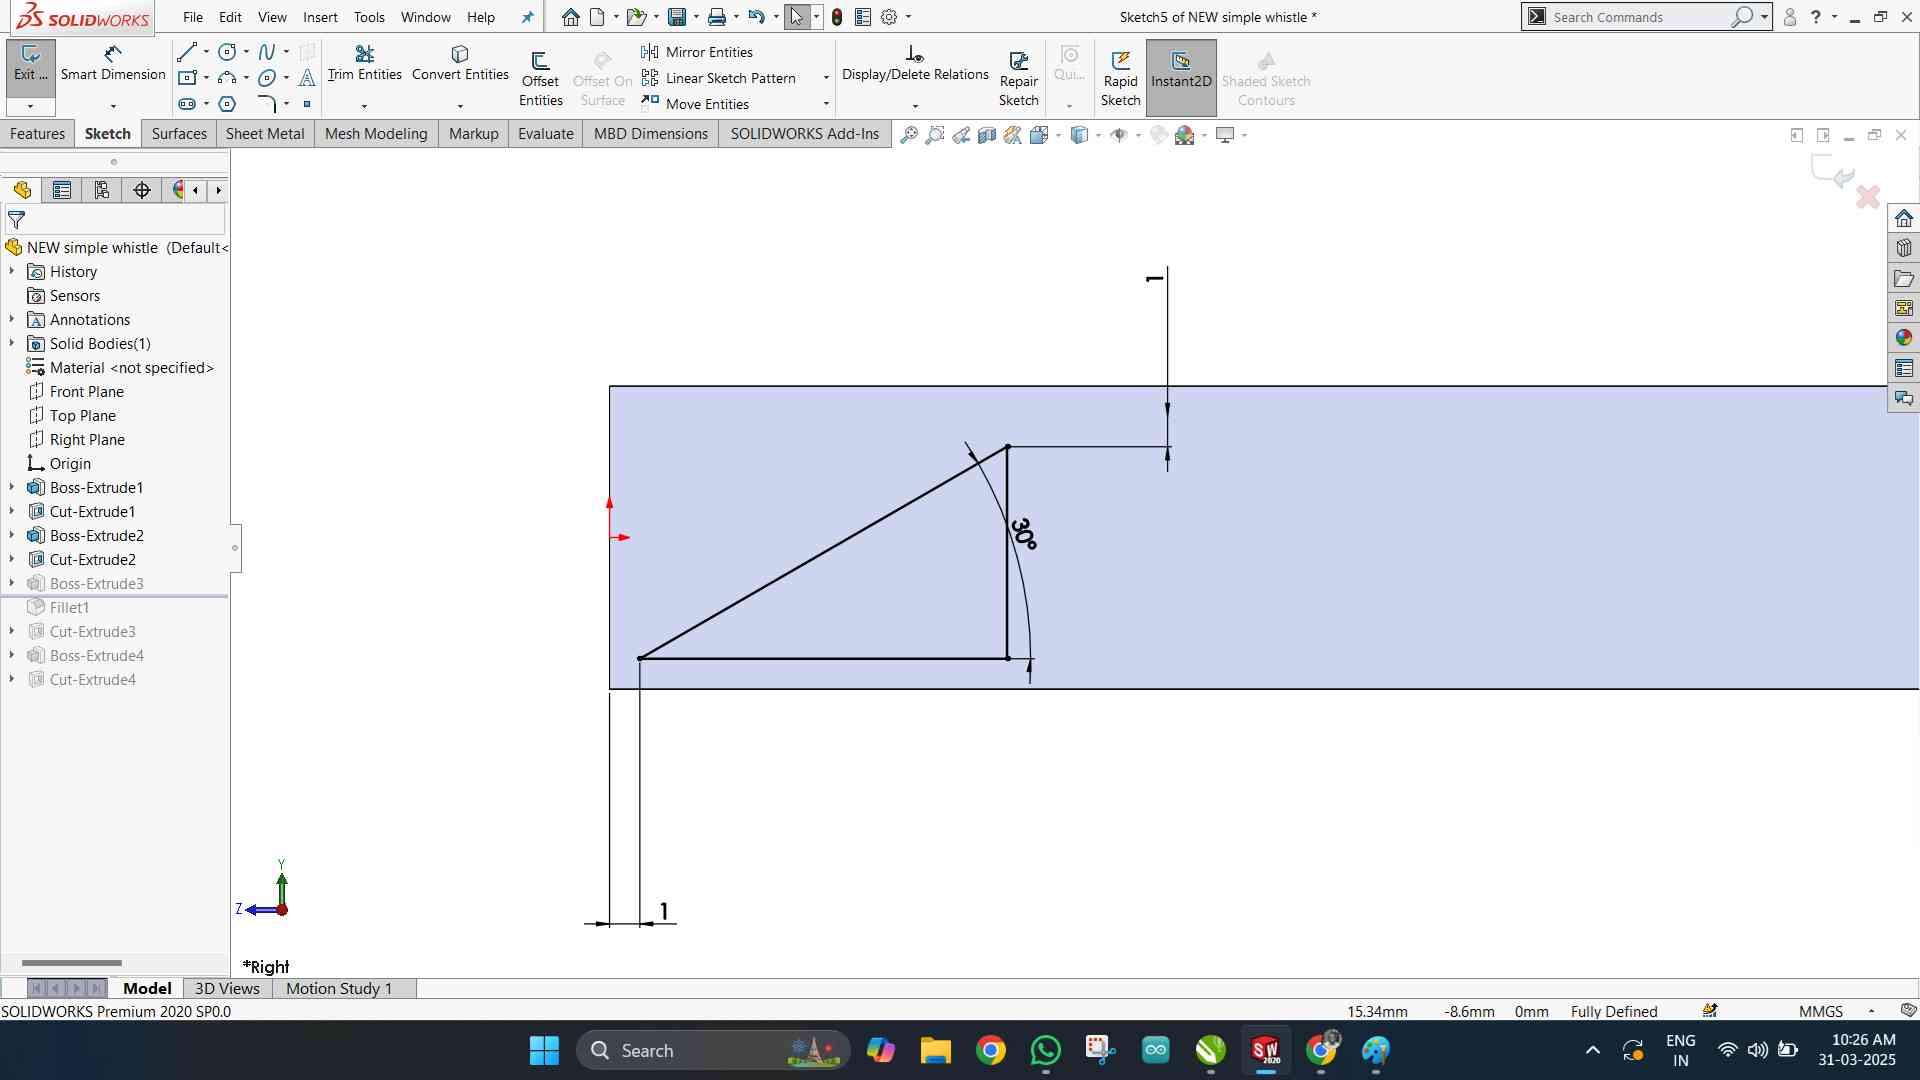 SOLIDWORKS
File Edit View Insert Tools Window Help
Sketch5 of NEW simple whistle *
Search Commands
Exit ...
Smart Dimension
Trim Entities
Convert Entities
Offset Entities
Offset On Surface
Mirror Entities
Linear Sketch Pattern
Move Entities
Display/Delete Relations
Repair Sketch
Qui...
Rapid Sketch
Instant2D
Shaded Sketch Contours
Features Sketch Surfaces Sheet Metal Mesh Modeling Markup Evaluate MBD Dimensions SOLIDWORKS Add-Ins
NEW simple whistle (Default<
History
Sensors
Annotations
Solid Bodies(1)
Material <not specified>
Front Plane
Top Plane
Right Plane
Origin
Boss-Extrude1
Cut-Extrude1
Boss-Extrude2
Cut-Extrude2
Boss-Extrude3
Fillet1
Cut-Extrude3
Boss-Extrude4
Cut-Extrude4
1
30°
1
Y
Z
*Right
Model 3D Views Motion Study 1
SOLIDWORKS Premium 2020 SP0.0
15.34mm -8.6mm 0mm Fully Defined
MMGS
Search
SW
2020
ENG
IN
10:26 AM
31-03-2025